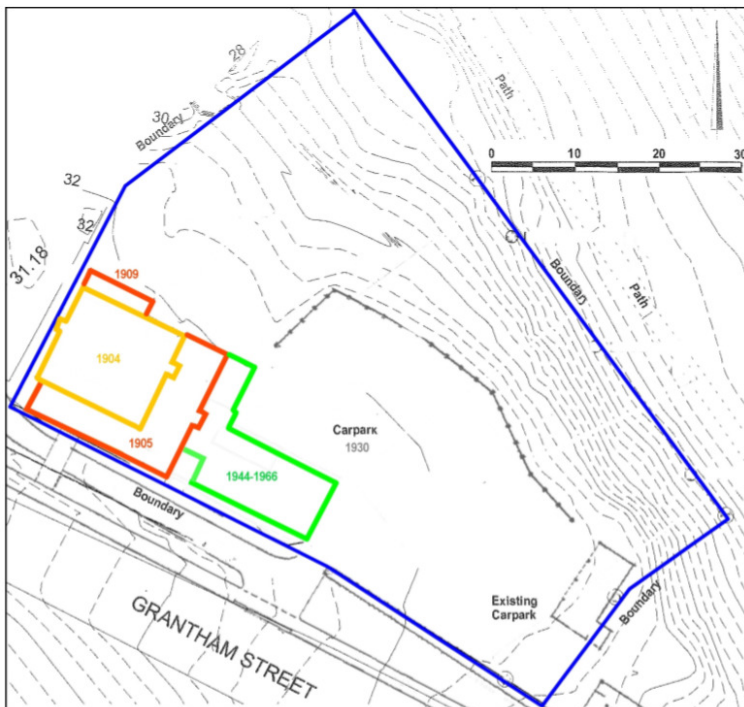 28
Path
30
Boundary
0 10 20 30
32
32
31.18
Boundary
Path
1909
1904
1905
Carpark
1930
1944-1966
Boundary
Existing
Carpark
Boundary
GRANTHAM STREET